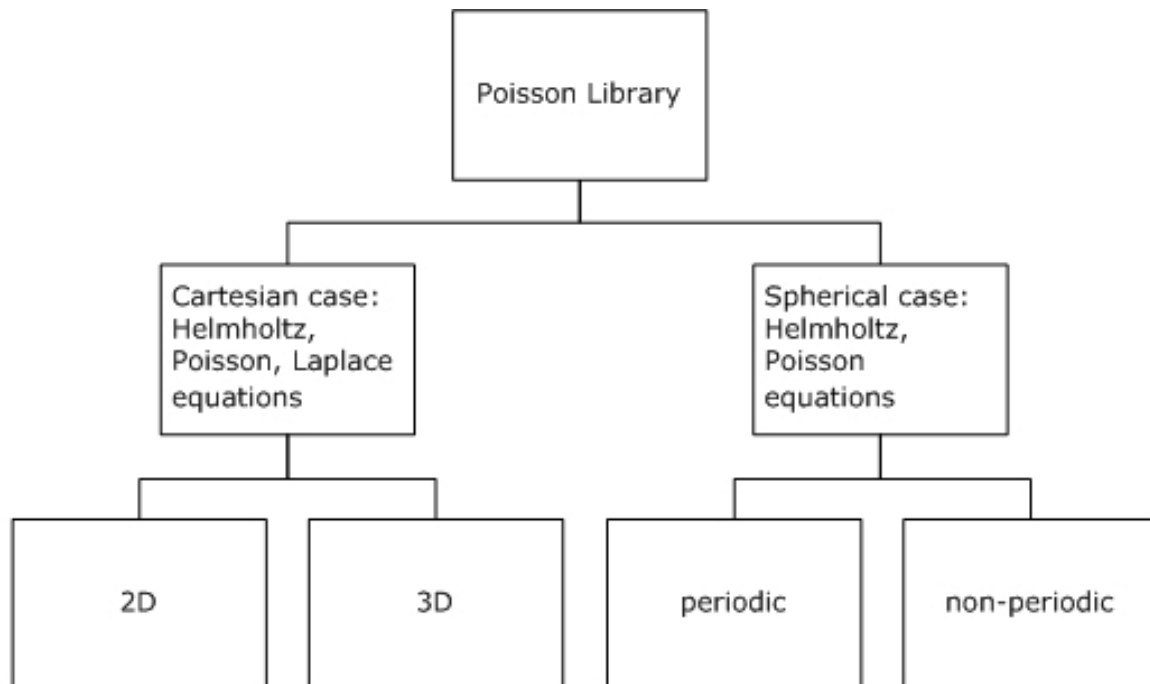 Poisson Library
Cartesian case:
Helmholtz,
Poisson, Laplace
equations
Spherical case:
Helmholtz,
Poisson
equations
2D
3D
periodic
non-periodic